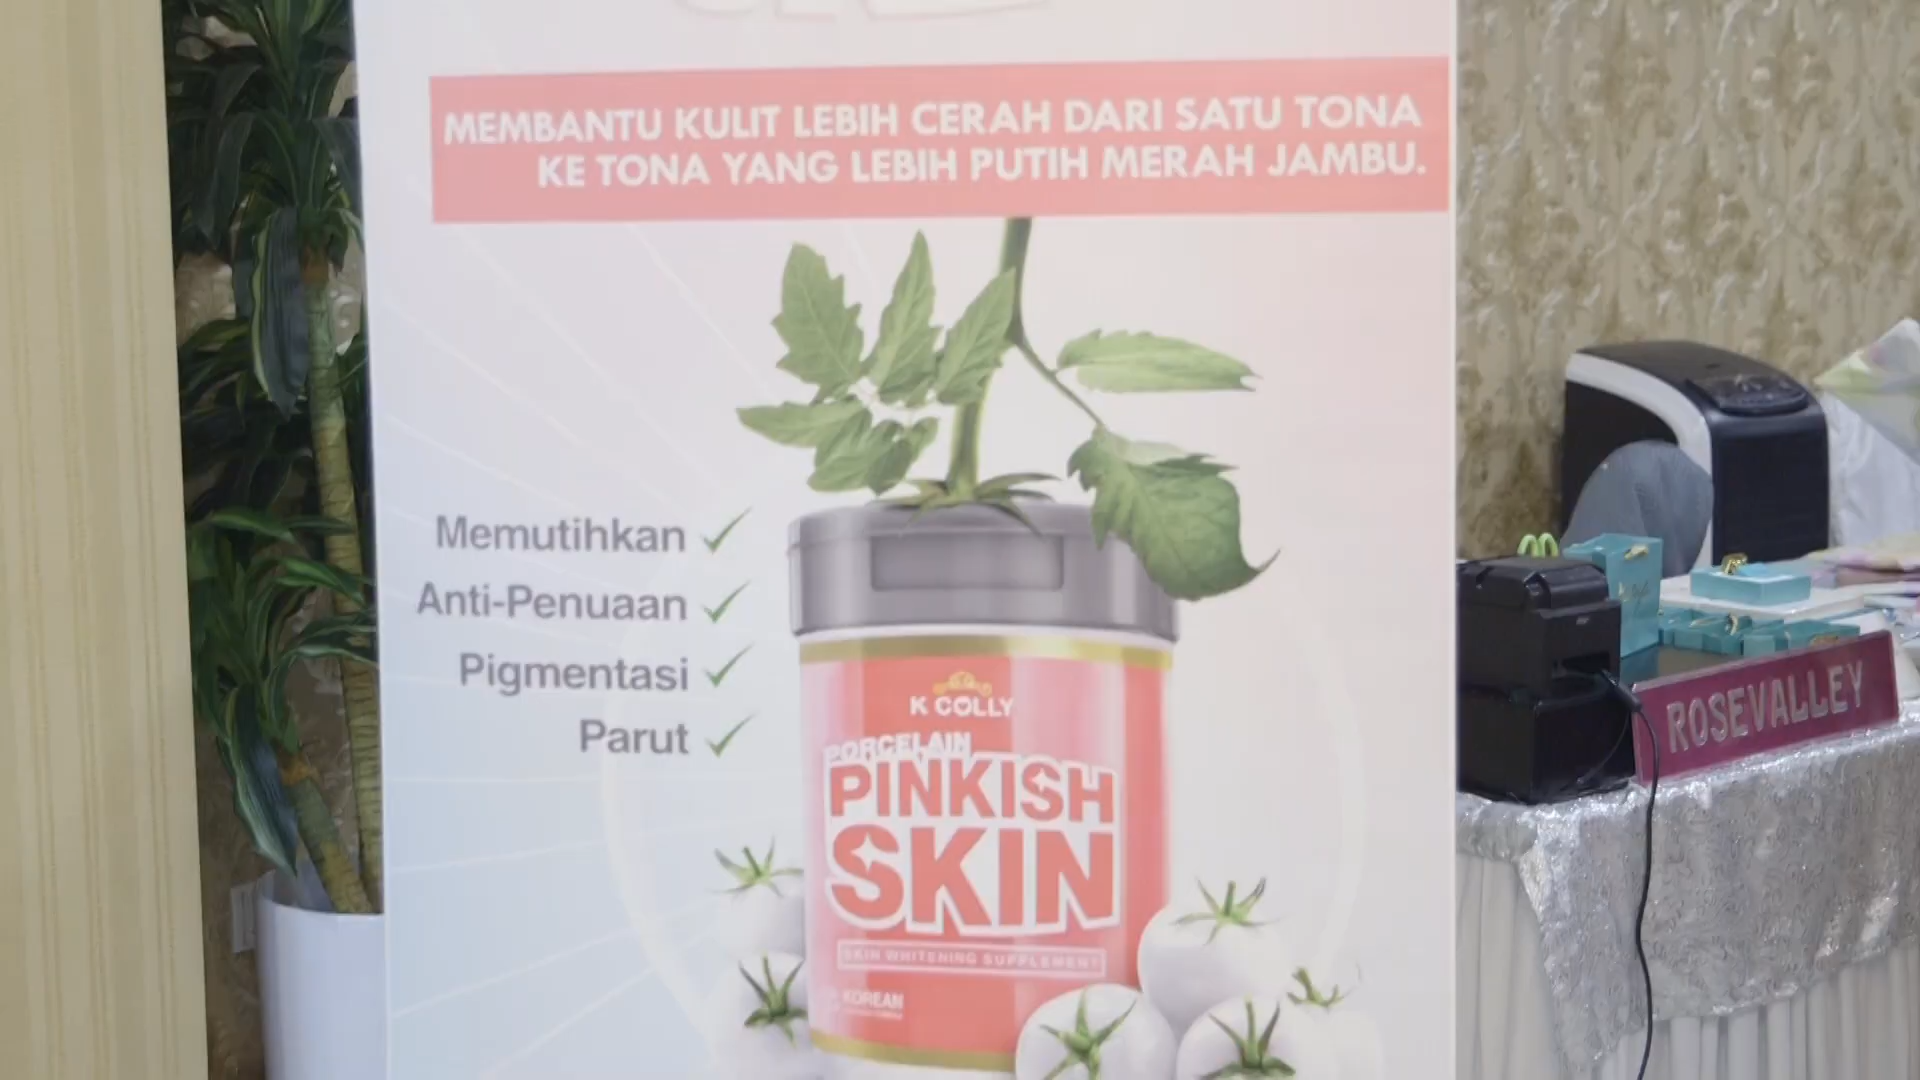 MEMBANTU KULIT LEBIH CERAH DARI SATU TONA
KE TONA YANG LEBIH PUTIH MERAH JAMBU.
Memutihkan
Anti-Penuaan
Pigmentasi
Parut
K COLLY
PORCELAIN
PINKISH
SKIN
SKIN WHITENING SUPPLEMENT
KOREAN
ROSEVALLEY